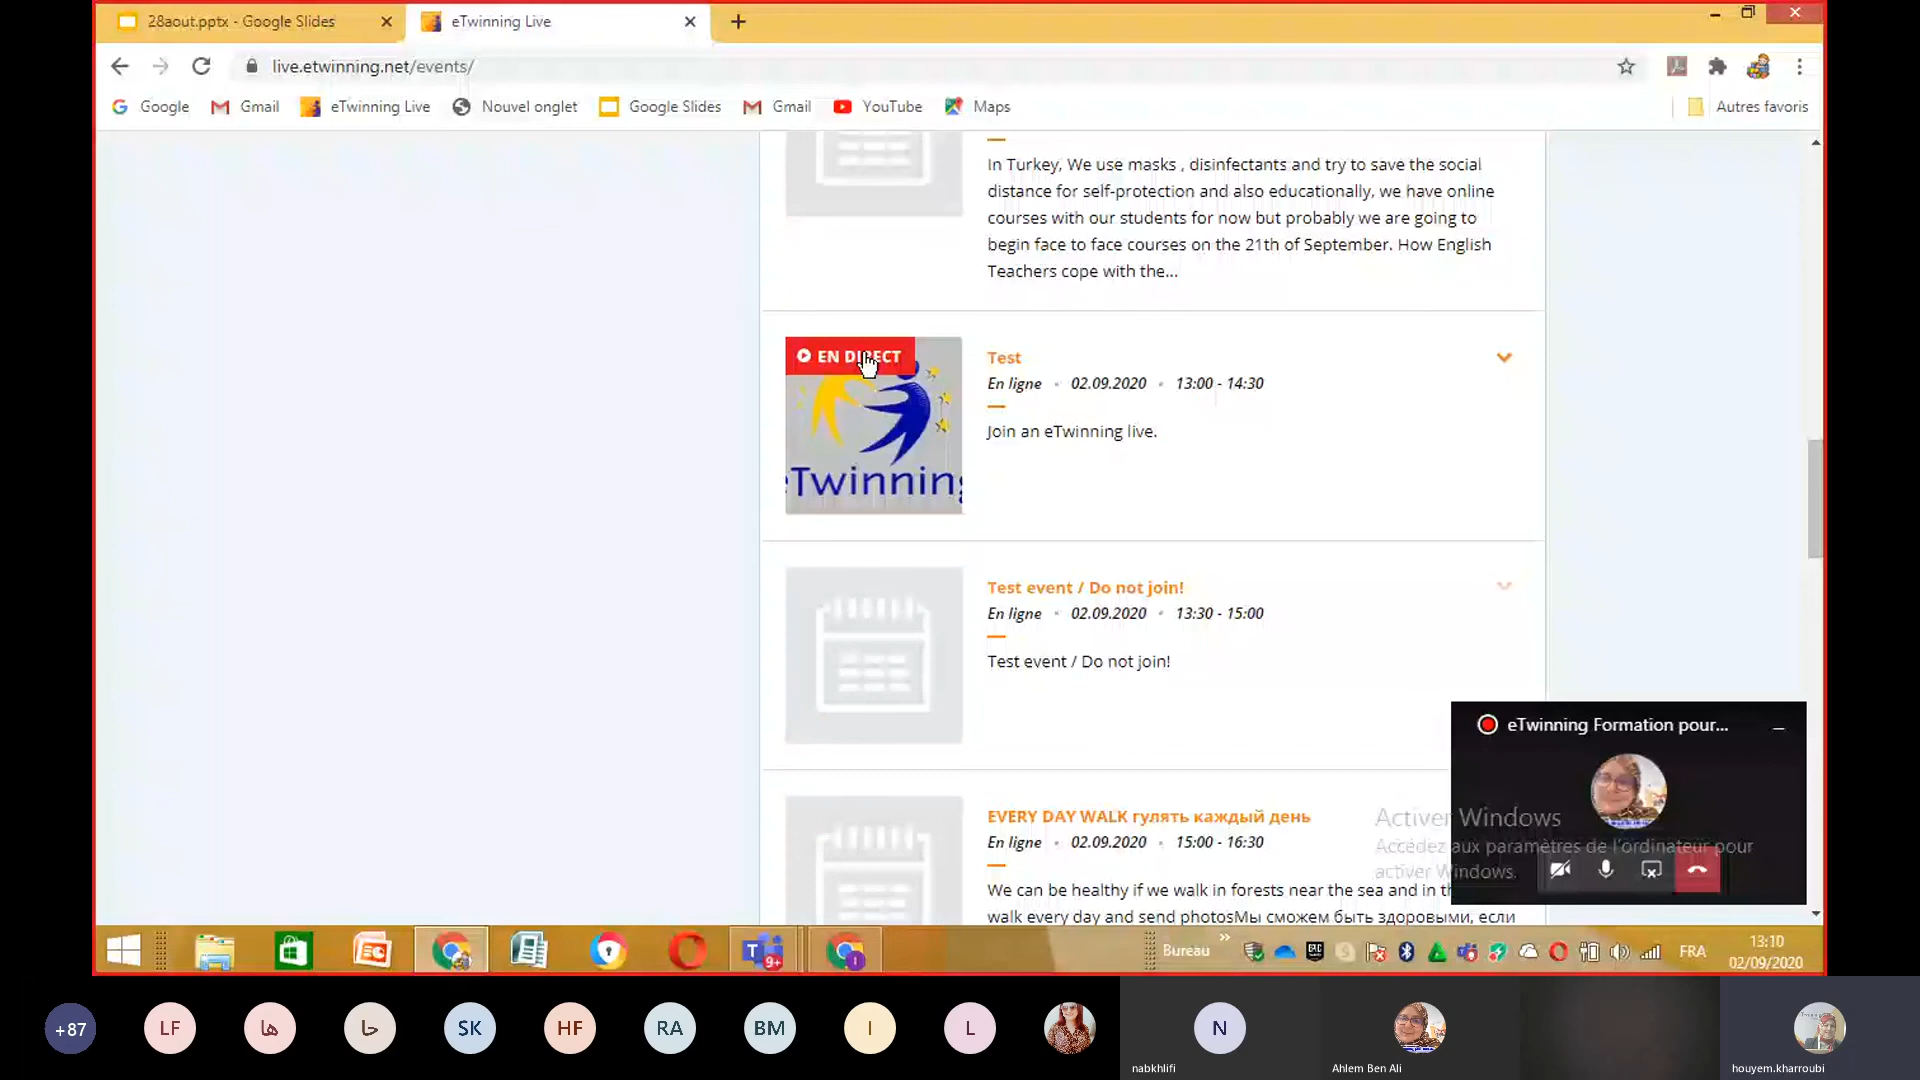 28aout.pptx - Google Slides
eTwinning Live
live.etwinning.net/events/
Google
Gmail
eTwinning Live
Nouvel onglet
Google Slides
Gmail
YouTube
Maps
Autres favoris
In Turkey, We use masks , disinfectants and try to save the social
distance for self-protection and also educationally, we have online
courses with our students for now but probably we are going to
begin face to face courses on the 21th of September. How English
Teachers cope with the...
EN DIRECT
eTwinning
Test
En ligne • 02.09.2020 • 13:00 - 14:30
Join an eTwinning live.
Test event / Do not join!
En ligne • 02.09.2020 • 13:30 - 15:00
Test event / Do not join!
EVERY DAY WALK гулять каждый день
En ligne • 02.09.2020 • 15:00 - 16:30
We can be healthy if we walk in forests near the sea and in th
walk every day and send photosМы сможем быть здоровыми, если
eTwinning Formation pour...
Activer Windows
Accédez aux paramètres de l'ordinateur pour
activer Windows.
9+
Bureau
FRA
13:10
02/09/2020
+87
LF
ها
حا
SK
HF
RA
BM
I
L
N
nabkhlifi
Ahlem Ben Ali
houyem.kharroubi